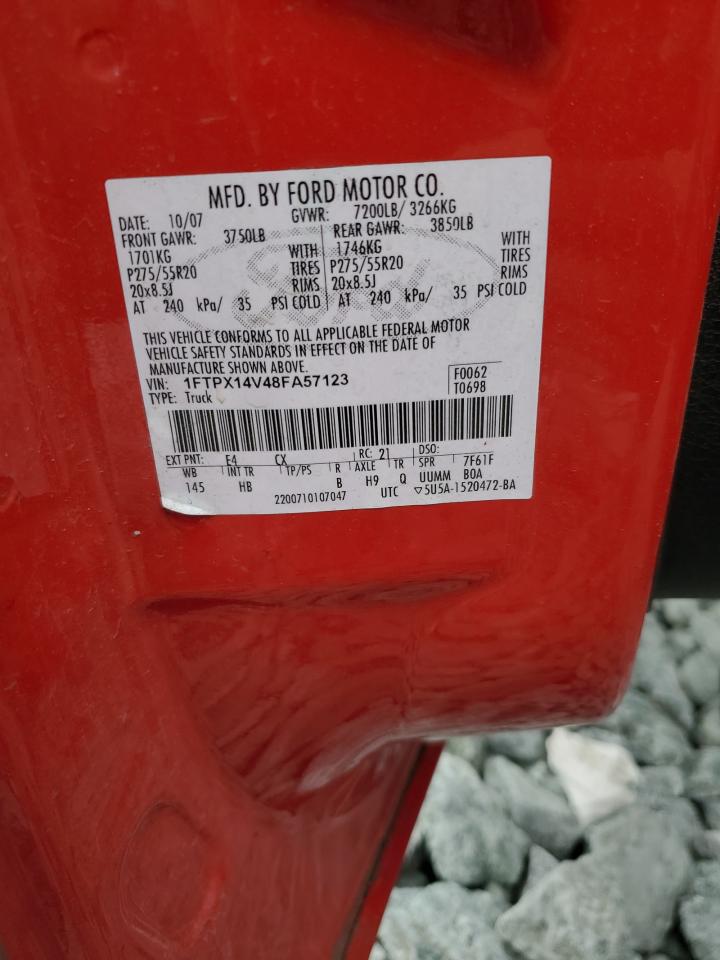 MFD. BY FORD MOTOR CO.
DATE: 10/07 GVWR: 7200LB/ 3266KG
FRONT GAWR: 3750LB REAR GAWR: 3850LB
1701KG WITH 1746KG WITH
P275/55R20 TIRES P275/55R20 TIRES
20x8.5J RIMS 20x8.5J RIMS
AT 240 kPa/ 35 PSI COLD AT 240 kPa/ 35 PSI COLD
Ford
THIS VEHICLE CONFORMS TO ALL APPLICABLE FEDERAL MOTOR
VEHICLE SAFETY STANDARDS IN EFFECT ON THE DATE OF
MANUFACTURE SHOWN ABOVE.
VIN: 1FTPX14V48FA57123 F0062
TYPE: Truck T0698
EXT PNT: E4 CX RC: 21 DSO:
WB INT TR TP/PS R AXLE TR SPR 7F61F
145 HB B H9 Q UUMM BOA
2200710107047 UTC ▽5U5A-1520472-BA